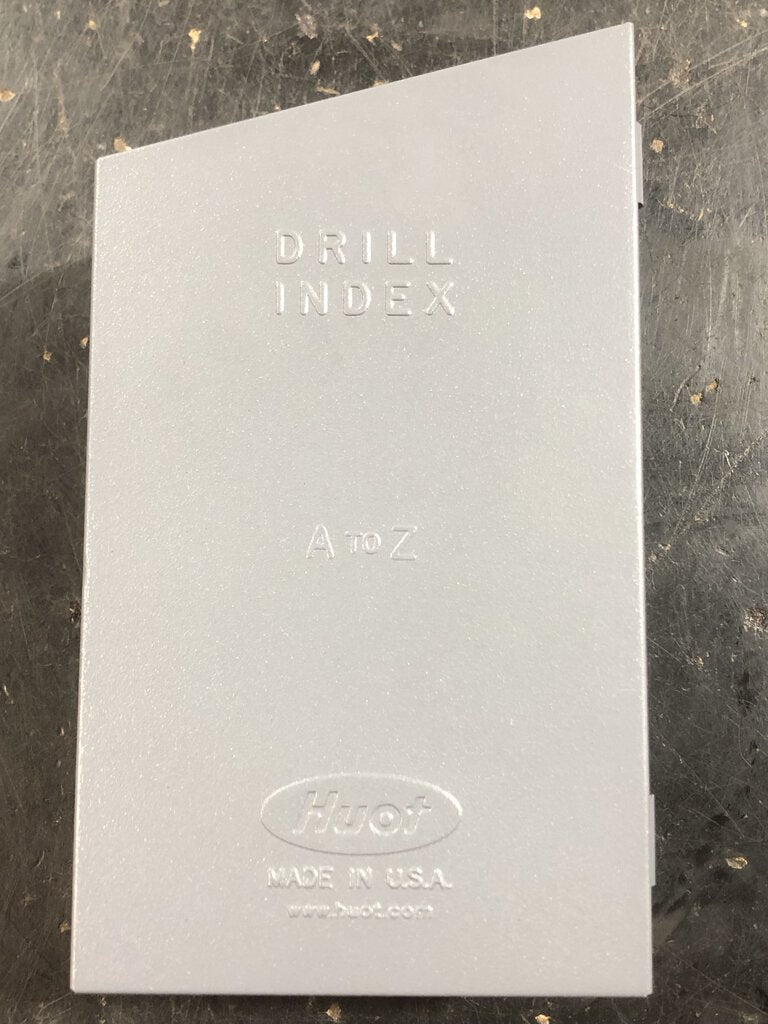 DRILL
INDEX
A TO Z
Huot
MADE IN U.S.A.
www.huot.com